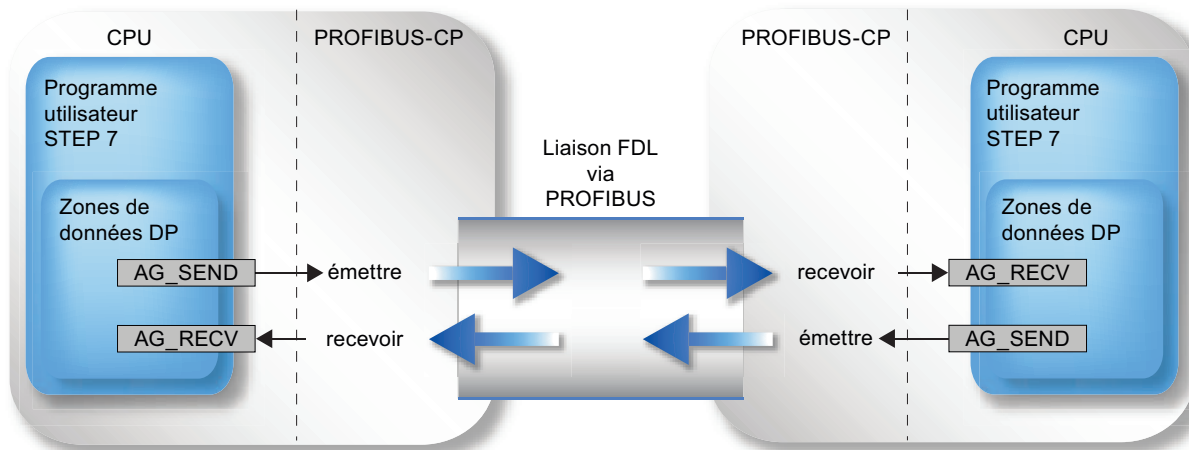 CPU
PROFIBUS-CP
Programme
utilisateur
STEP 7
Zones de
données DP
AG_SEND
émettre
AG_RECV
recevoir
Liaison FDL
via
PROFIBUS
PROFIBUS-CP
CPU
Programme
utilisateur
STEP 7
Zones de
données DP
recevoir
AG_RECV
émettre
AG_SEND